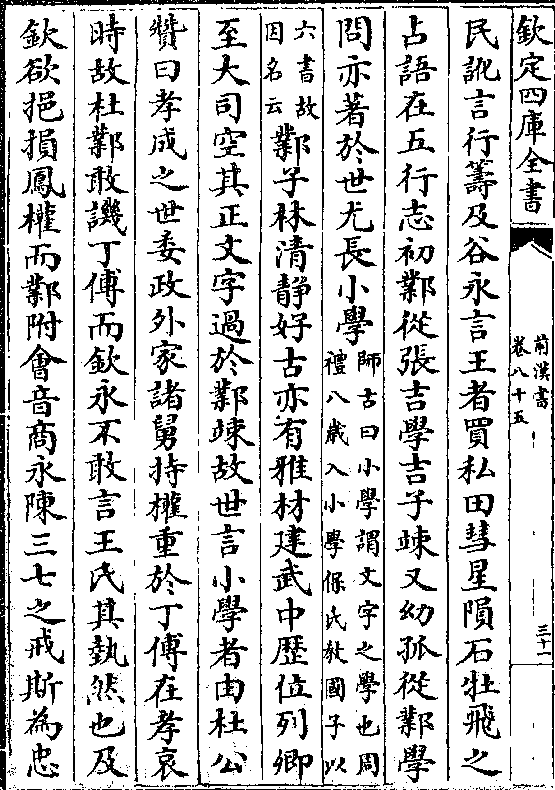 欽定四庫全書
前漢書
卷八十五
三十一
民訛言行籌及谷永言王者買私田彗星隕石牡飛之
占語在五行志初鄴從張吉學吉子竦又幼孤從鄴學
問亦著於世尤長小學師古曰小學謂文字之學也周
禮八歲入小學保氏教國子以
六書故
因名云鄴子林清靜好古亦有雅材建武中歷位列卿
至大司空其正文字過於鄴竦故世言小學者由杜公
贊曰孝成之世委政外家諸舅持權重於丁傅在孝哀
時故杜鄴敢譏丁傅而欽永不敢言王氏其埶然也及
欽欲挹損鳳權而鄴附會音商永陳三七之戒斯為忠